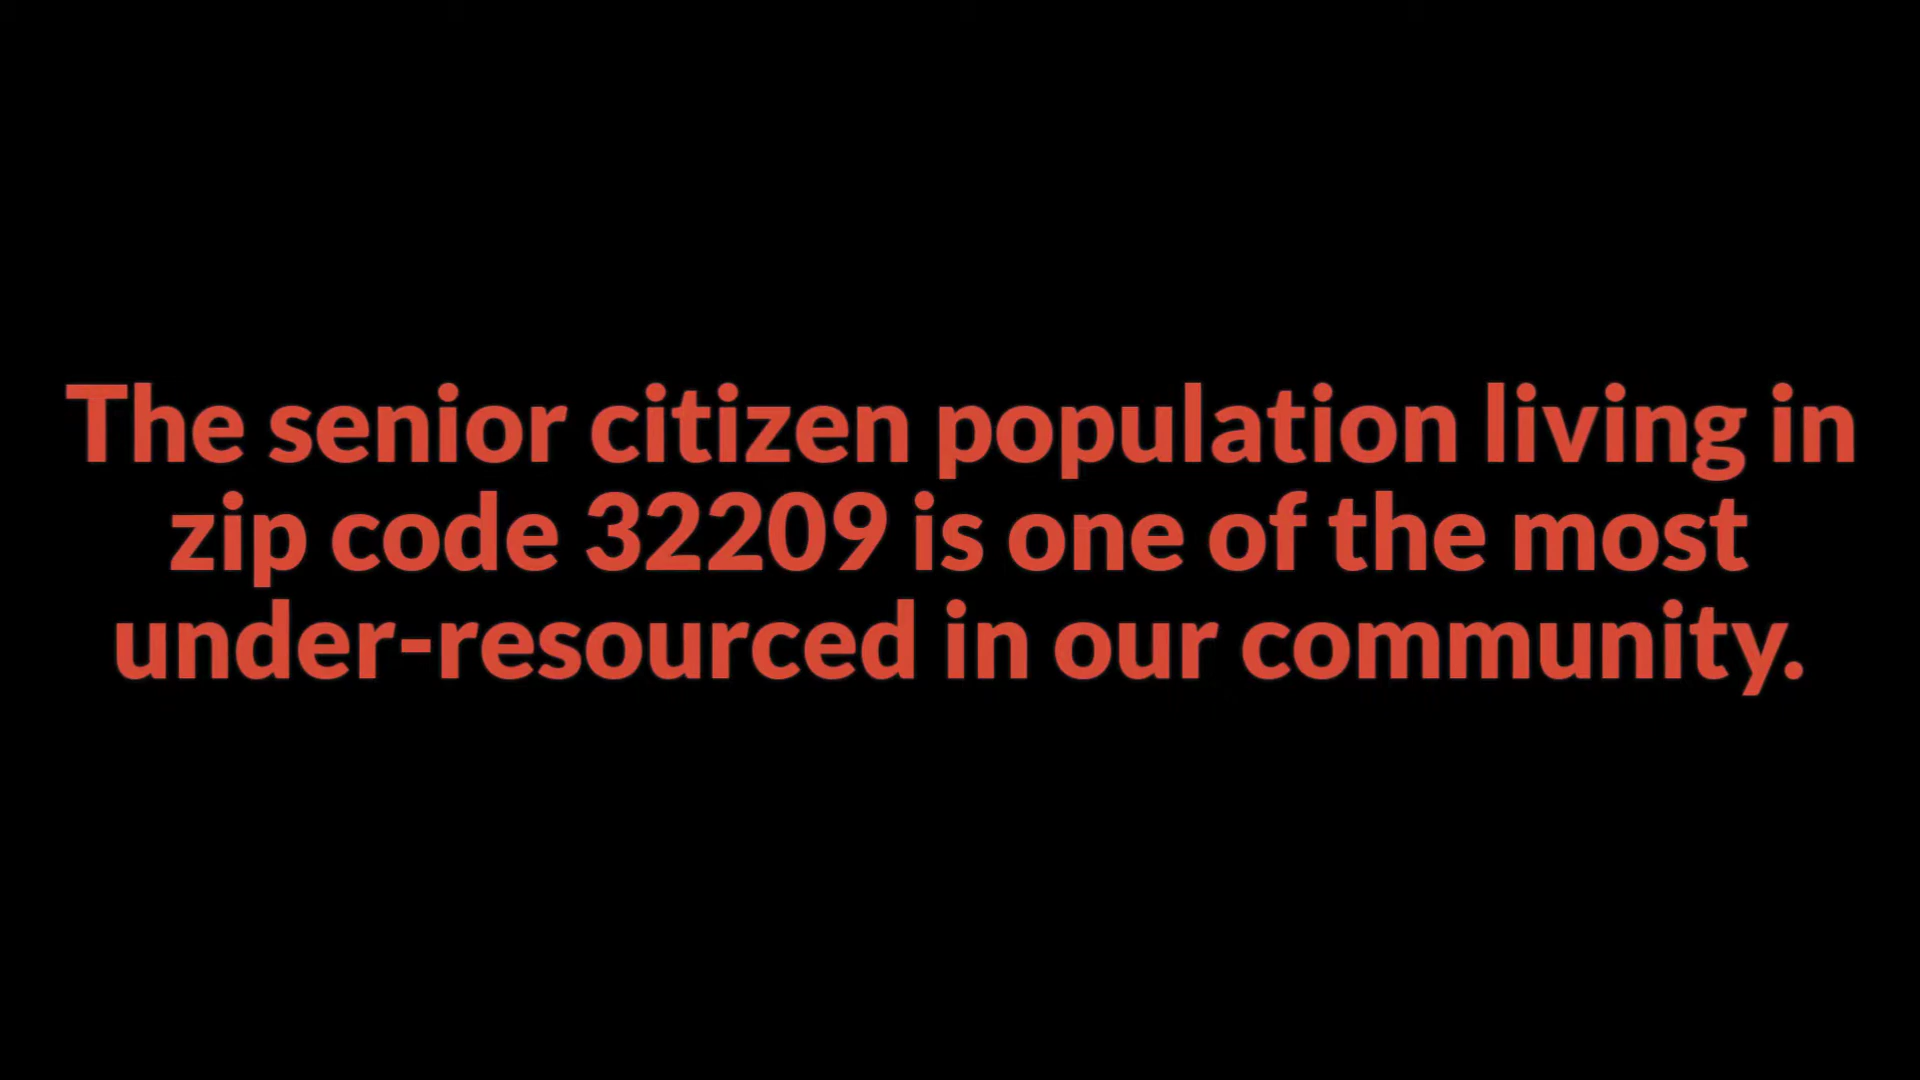 The senior citizen population living in
zip code 32209 is one of the most
under-resourced in our community.